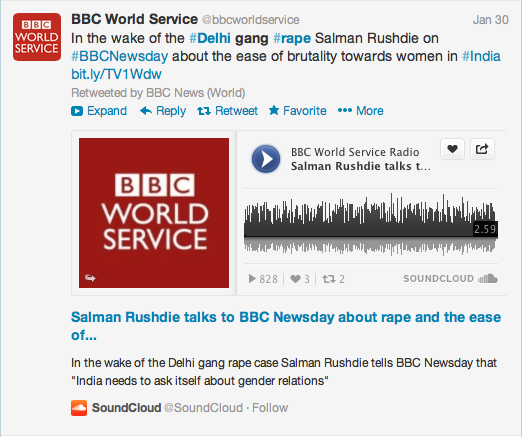 BBC
WORLD
SERVICE
BBC World Service @bbcworldservice Jan 30
In the wake of the #Delhi gang #rape Salman Rushdie on
#BBCNewsday about the ease of brutality towards women in #India
bit.ly/TV1Wdw
Retweeted by BBC News (World)
Expand Reply Retweet Favorite ••• More
BBC
WORLD
SERVICE
BBC World Service Radio
Salman Rushdie talks t...
2.59
828 3 2 SOUNDCLOUD
Salman Rushdie talks to BBC Newsday about rape and the ease
of...
In the wake of the Delhi gang rape case Salman Rushdie tells BBC Newsday that
"India needs to ask itself about gender relations"
SoundCloud @SoundCloud · Follow